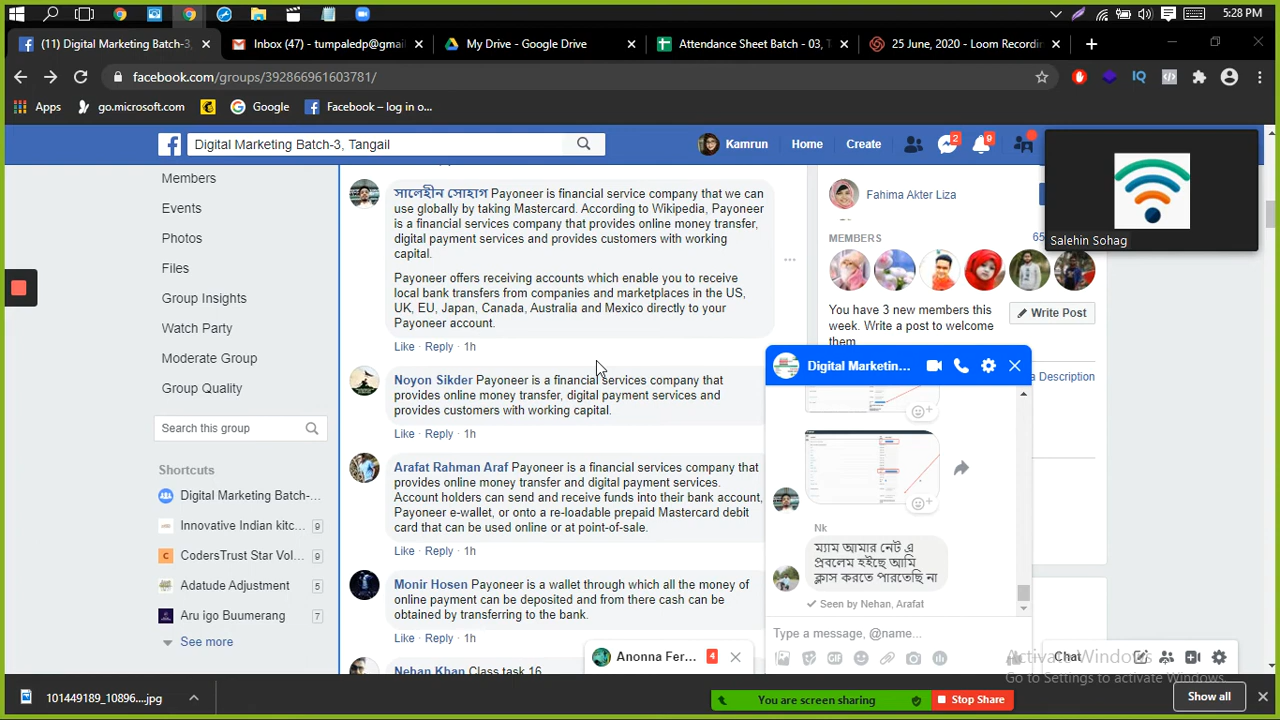 5:28 PM
(11) Digital Marketing Batch-3,
Inbox (47) - tumpaledp@gmai
My Drive - Google Drive
Attendance Sheet Batch - 03, T
25 June, 2020 - Loom Recordin
facebook.com/groups/392866961603781/
Apps
go.microsoft.com
Google
Facebook – log in o...
Digital Marketing Batch-3, Tangail
Kamrun
Home
Create
2
9
Members
Events
Photos
Files
Group Insights
Watch Party
Moderate Group
Group Quality
Search this group
Shortcuts
Digital Marketing Batch-...
Innovative Indian kitc... 9
CodersTrust Star Vol... 9
Adatude Adjustment 5
Aru igo Buumerang 7
See more
সালেহীন সোহাগ Payoneer is financial service company that we can
use globally by taking Mastercard. According to Wikipedia, Payoneer
is a financial services company that provides online money transfer,
digital payment services and provides customers with working
capital.
Payoneer offers receiving accounts which enable you to receive
local bank transfers from companies and marketplaces in the US,
UK, EU, Japan, Canada, Australia and Mexico directly to your
Payoneer account.
Like · Reply · 1h
Noyon Sikder Payoneer is a financial services company that
provides online money transfer, digital payment services and
provides customers with working capital.
Like · Reply · 1h
Arafat Rahman Araf Payoneer is a financial services company that
provides online money transfer and digital payment services.
Account holders can send and receive funds into their bank account,
Payoneer e-wallet, or onto a re-loadable prepaid Mastercard debit
card that can be used online or at point-of-sale.
Like · Reply · 1h
Monir Hosen Payoneer is a wallet through which all the money of
online payment can be deposited and from there cash can be
obtained by transferring to the bank.
Like · Reply · 1h
Nehan Khan Class task 16
Fahima Akter Liza
MEMBERS
65
You have 3 new members this
week. Write a post to welcome
them
Write Post
a Description
Salehin Sohag
Digital Marketin...
Nk
ম্যাম আমার নেট এ
প্রবলেম হইছে আমি
ক্লাস করতে পারতেছি না
Seen by Nehan, Arafat
Type a message, @name...
GIF
Anonna Fer... 4
Chat
Activate Windows
Go to Settings to activate Windows.
101449189_10896....jpg
You are screen sharing
Stop Share
Show all